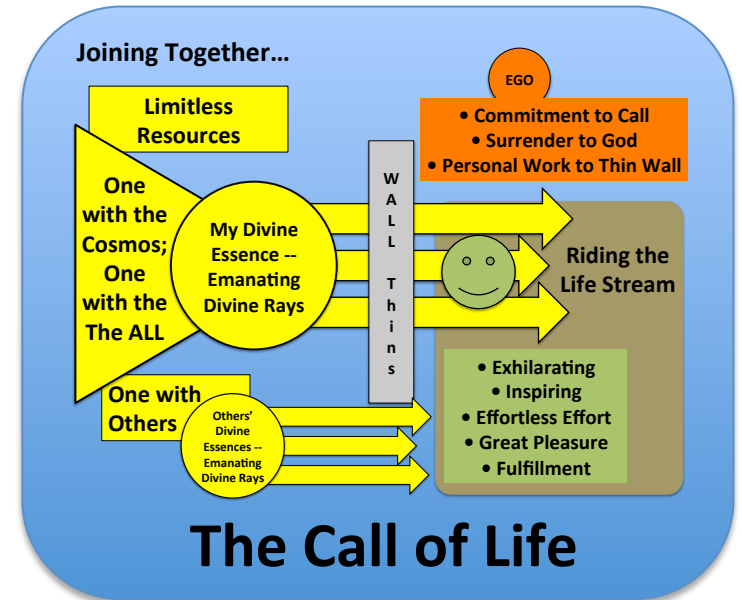 Joining Together...
EGO
Limitless
Resources
• Commitment to Call
• Surrender to God
• Personal Work to Thin Wall
One
with the
Cosmos;
One
with the
The ALL
My Divine
Essence --
Emanating
Divine Rays
WALL Thins
Riding the
Life Stream
One with
Others
Others'
Divine
Essences --
Emanating
Divine Rays
• Exhilarating
• Inspiring
• Effortless Effort
• Great Pleasure
• Fulfillment
The Call of Life